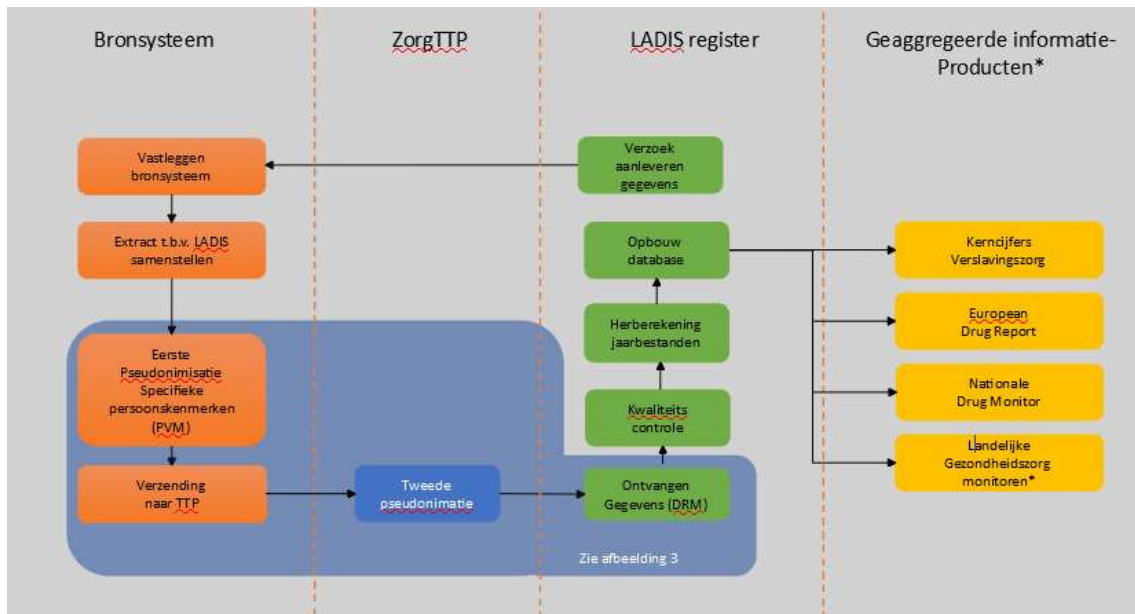 Bronsysteem
ZorgTTP
LADIS register
Geaggregeerde informatie-
Producten*
Vastleggen
bronsysteem
Verzoek
aanleveren
gegevens
Extract t.b.v. LADIS
samenstellen
Opbouw
database
Kerncijfers
Verslavingszorg
Eerste
Pseudonimisatie
Specifieke
persoonskenmerken
(PVM)
Herberekening
jaarbestanden
European
Drug Report
Kwaliteits
controle
Nationale
Drug Monitor
Verzending
naar TTP
Tweede
pseudonimatie
Ontvangen
Gegevens (DRM)
Landelijke
Gezondheidszorg
monitoren*
Zie afbeelding 3